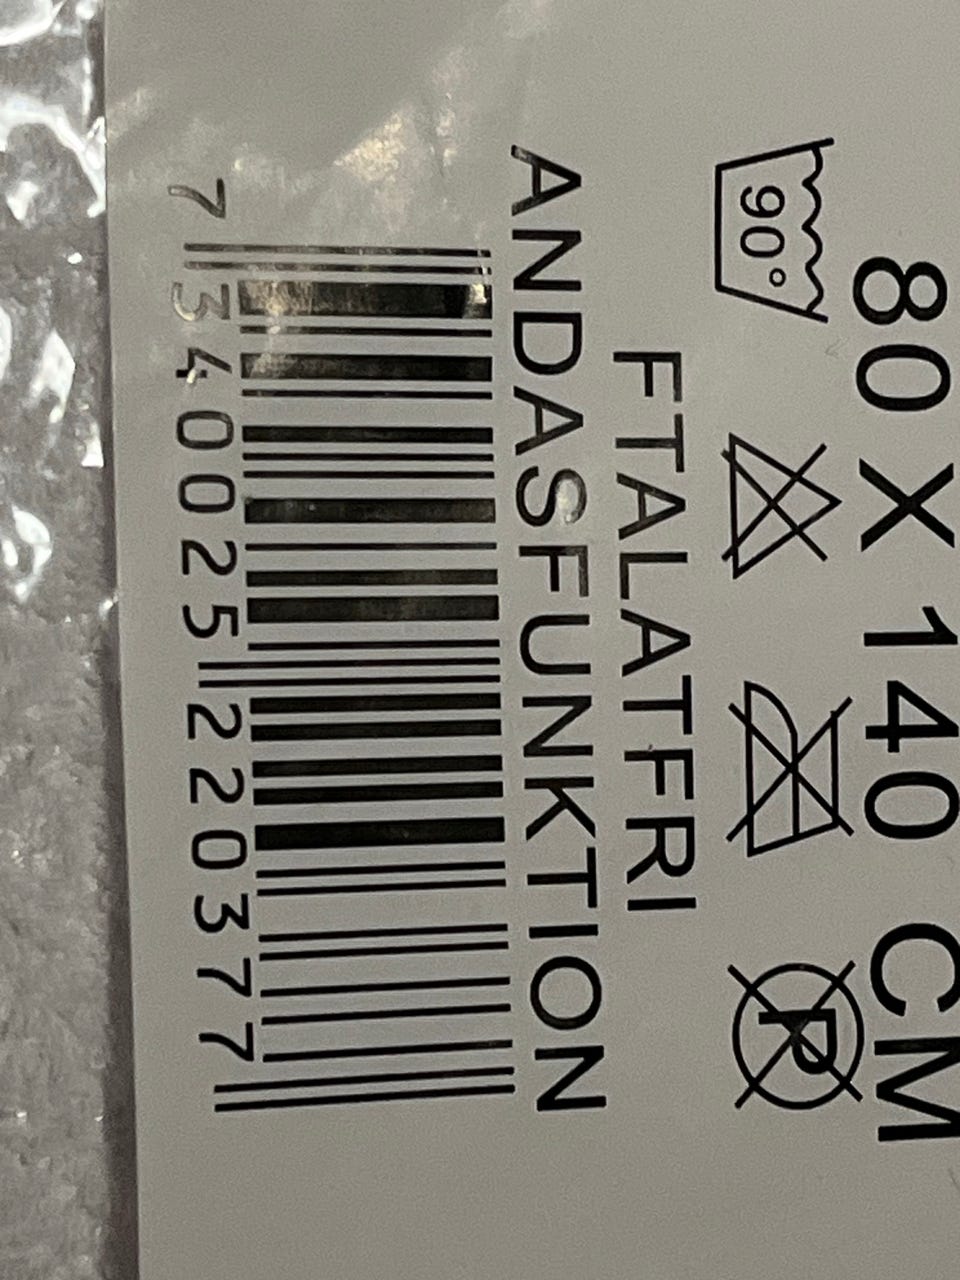 80 X 140 CM
90°
P
FTALATFRI
ANDASFUNKTION
7 340025 220377